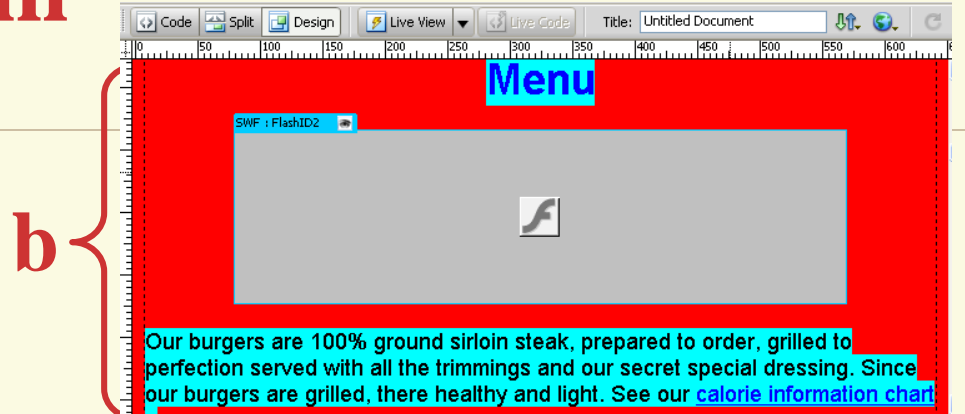 m
Code Split Design Live View Live Code Title: Untitled Document
0 50 100 150 200 250 300 350 400 450 500 550 600
Menu
SWF : FlashID2
b
Our burgers are 100% ground sirloin steak, prepared to order, grilled to
perfection served with all the trimmings and our secret special dressing. Since
our burgers are grilled, there healthy and light. See our calorie information chart